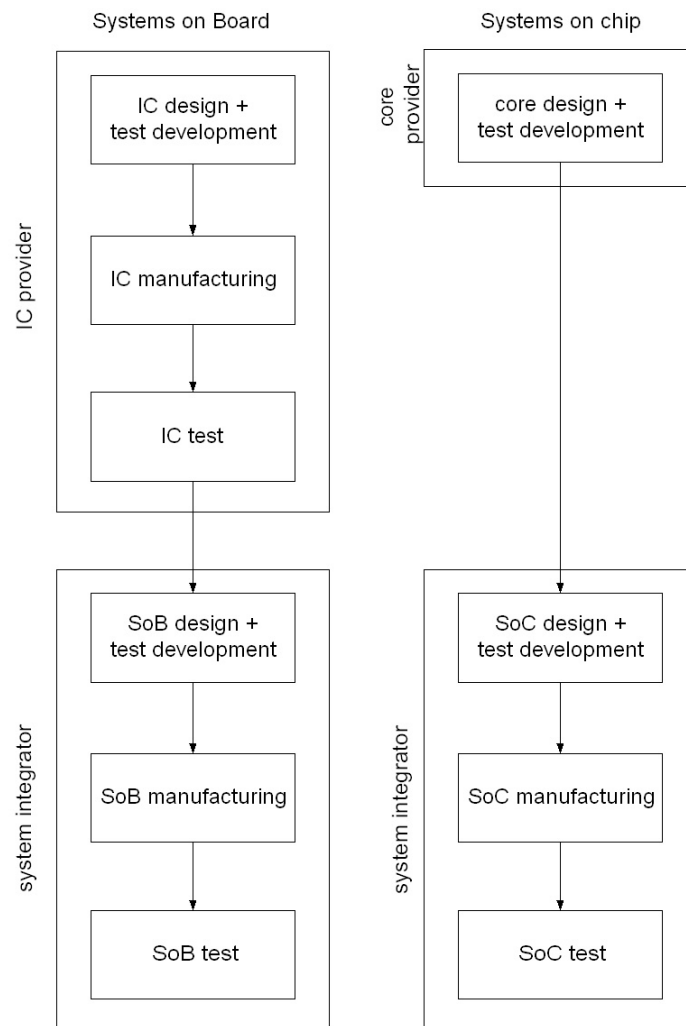 Systems on Board
IC provider
IC design +
test development
IC manufacturing
IC test
system integrator
SoB design +
test development
SoB manufacturing
SoB test
Systems on chip
core
provider
core design +
test development
system integrator
SoC design +
test development
SoC manufacturing
SoC test